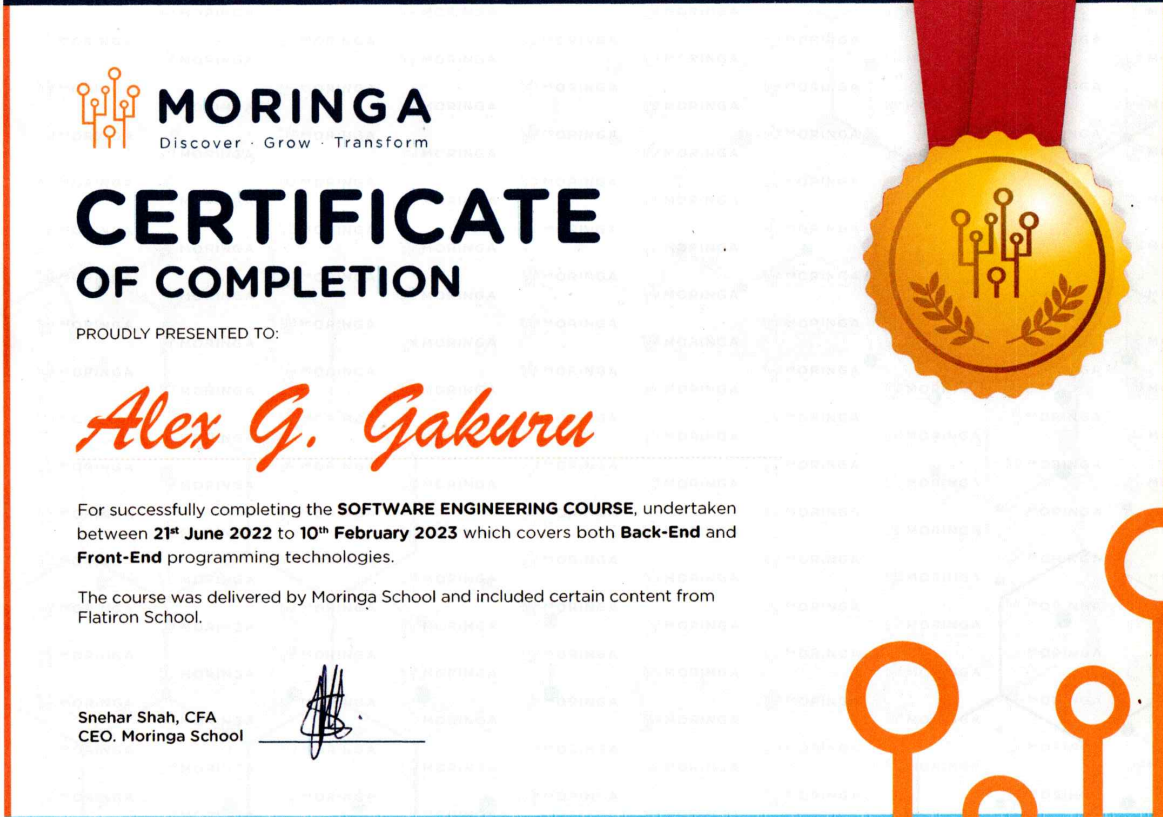 MORINGA
Discover · Grow · Transform
CERTIFICATE
OF COMPLETION
PROUDLY PRESENTED TO:
Alex G. Gakuru
For successfully completing the SOFTWARE ENGINEERING COURSE, undertaken
between 21st June 2022 to 10th February 2023 which covers both Back-End and
Front-End programming technologies.
The course was delivered by Moringa School and included certain content from
Flatiron School.
Snehar Shah, CFA
CEO. Moringa School